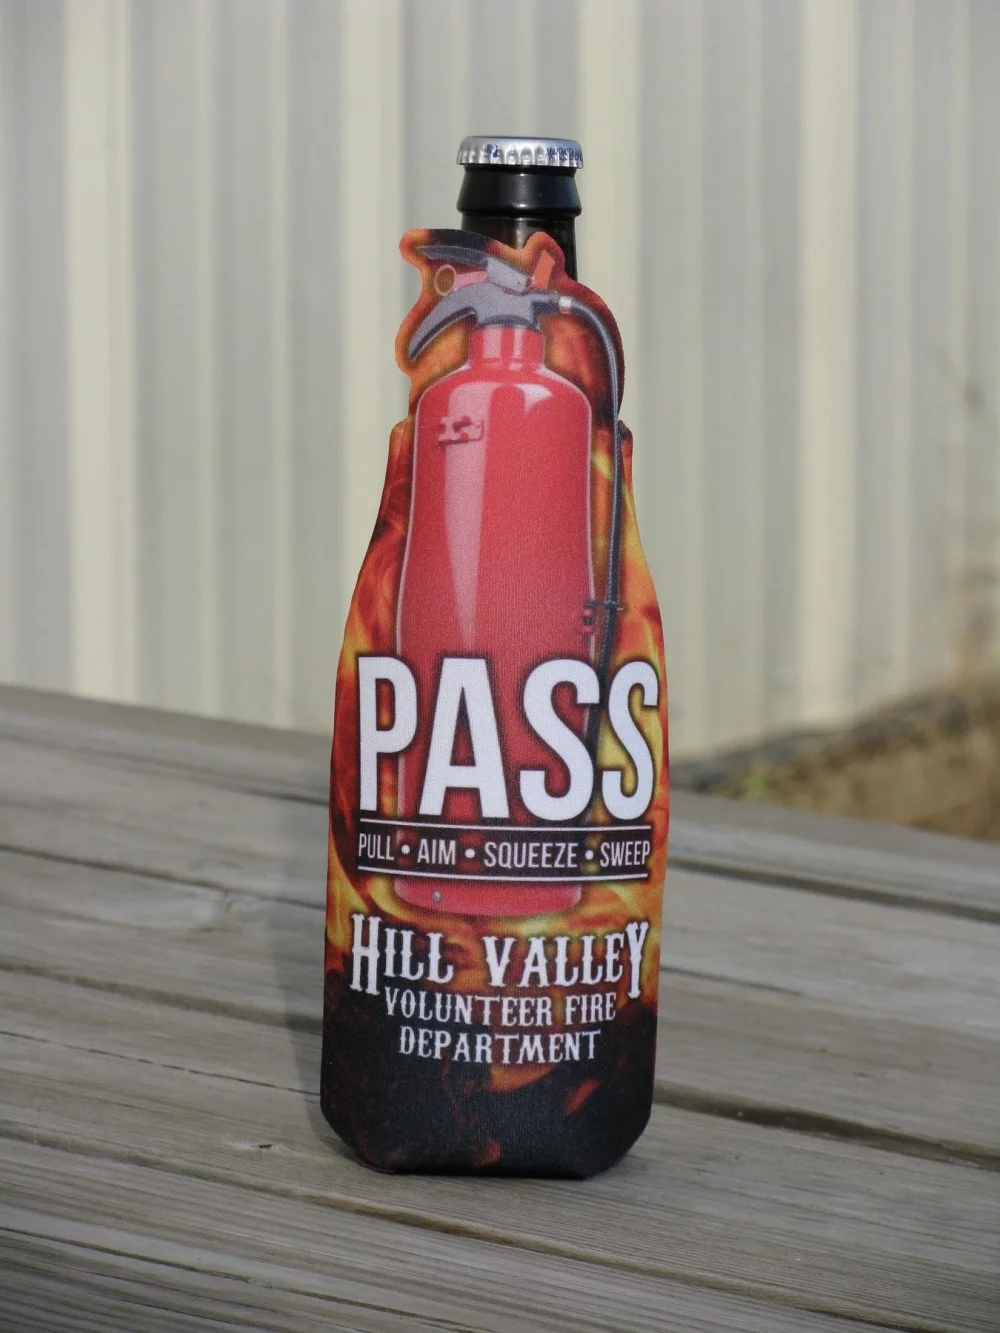 PASS
PULL • AIM • SQUEEZE • SWEEP
HILL VALLEY
VOLUNTEER FIRE
DEPARTMENT